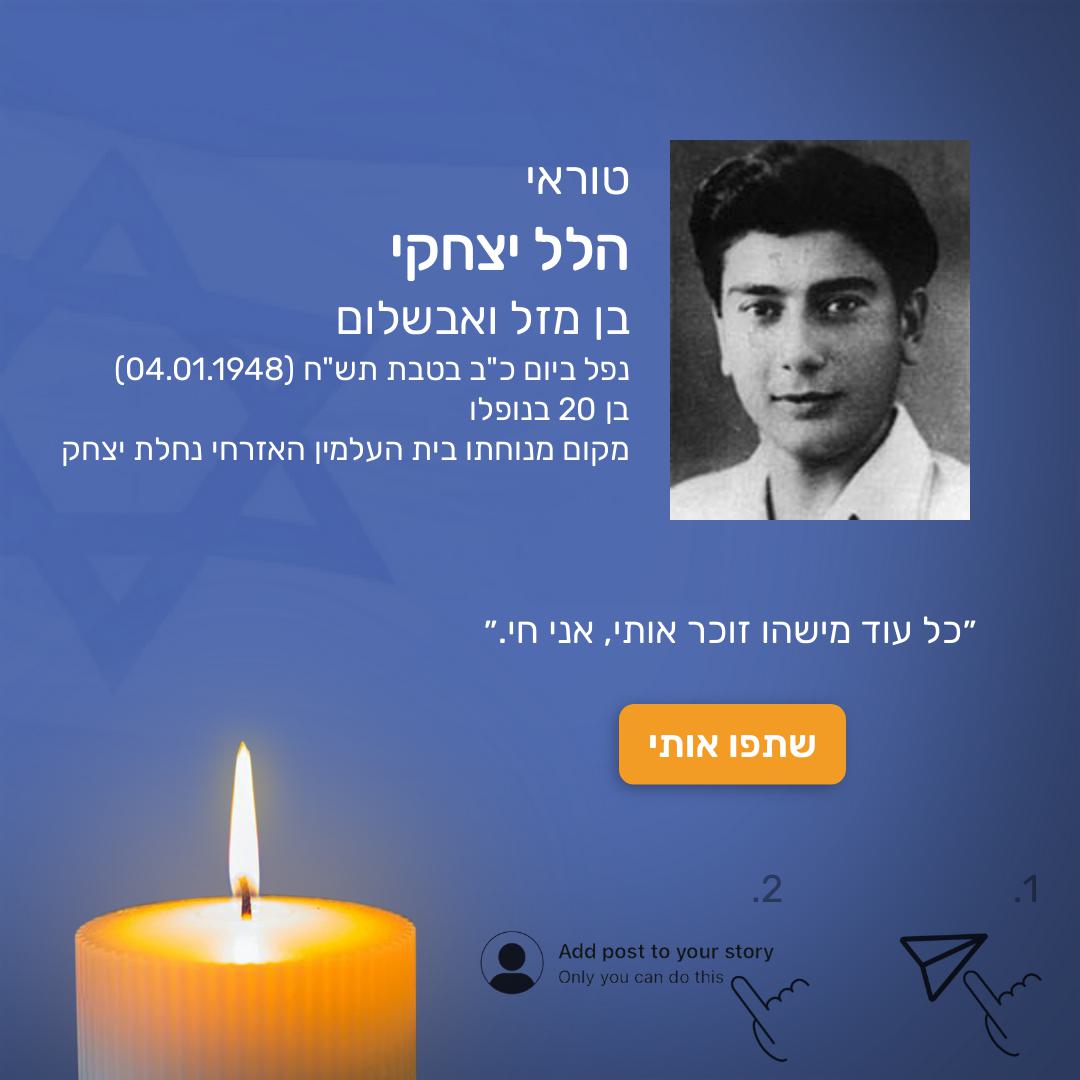 טוראי
הלל יצחקי
בן מזל ואבשלום
נפל ביום כ"ב בטבת תש"ח (04.01.1948)
בן 20 בנופלו
מקום מנוחתו בית העלמין האזרחי נחלת יצחק
״כל עוד מישהו זוכר אותי, אני חי.״
שתפו אותי
1.
2.
Add post to your story
Only you can do this